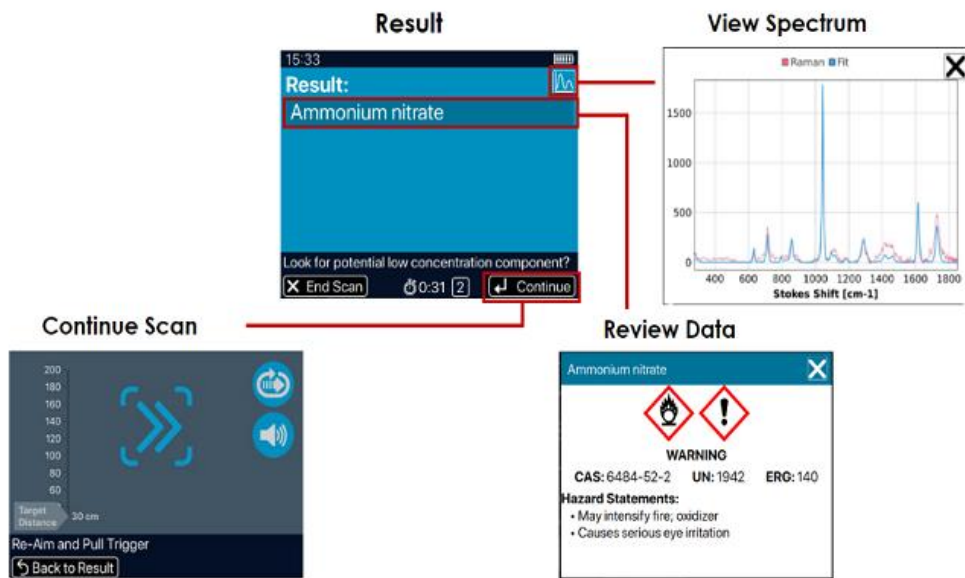 Result
15:33
Result:
Ammonium nitrate
Look for potential low concentration component?
X End Scan
0:31
2
Continue
View Spectrum
Raman
Fit
1500
1000
500
0
400 600 800 1000 1200 1400 1600 1800
Stokes Shift [cm-1]
Continue Scan
200
180
160
140
120
100
80
60
Target
Distance
30 cm
Re-Aim and Pull Trigger
Back to Result
Review Data
Ammonium nitrate
WARNING
CAS: 6484-52-2 UN: 1942 ERG: 140
Hazard Statements:
• May intensify fire; oxidizer
• Causes serious eye irritation